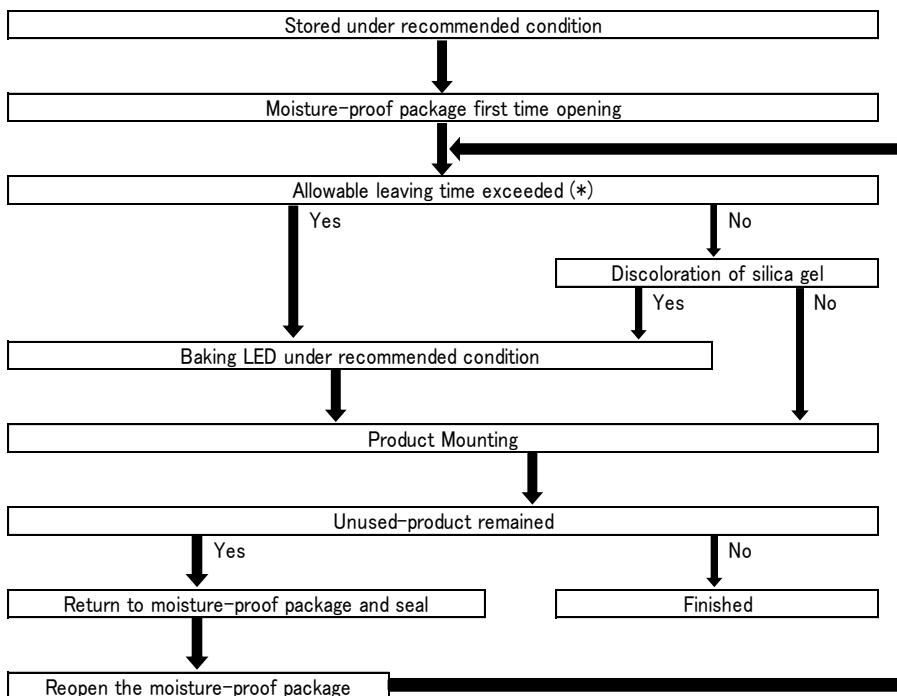 Stored under recommended condition
Moisture-proof package first time opening
Allowable leaving time exceeded (*)
Yes
No
Discoloration of silica gel
Yes
No
Baking LED under recommended condition
Product Mounting
Unused-product remained
Yes
No
Return to moisture-proof package and seal
Finished
Reopen the moisture-proof package